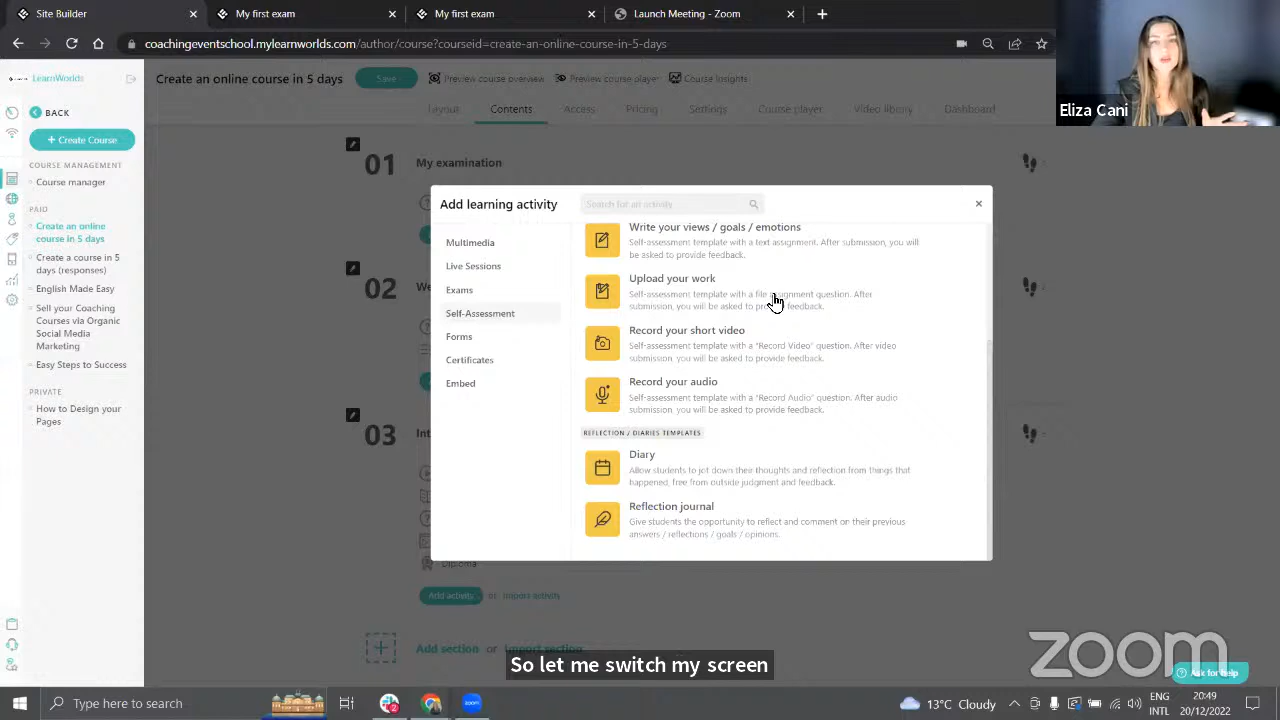 Site Builder
My first exam
My first exam
Launch Meeting - Zoom
coachingeventschool.mylearnworlds.com/author/course?courseid=create-an-online-course-in-5-days
LearnWorlds
Create an online course in 5 days
Save
Preview course overview
Preview course player
Course Insights
Eliza Cani
BACK
Layout
Contents
Access
Pricing
Settings
Course player
Video library
Dashboard
+ Create Course
COURSE MANAGEMENT
Course manager
PAID
Create an online
course in 5 days
Create a course in 5
days (responses)
English Made Easy
Sell your Coaching
Courses via Organic
Social Media
Marketing
Easy Steps to Success
PRIVATE
How to Design your
Pages
01
My examination
02
03
Add learning activity
Search for an activity
Multimedia
Live Sessions
Exams
Self-Assessment
Forms
Certificates
Embed
Write your views / goals / emotions
Self-assessment template with a text assignment. After submission, you will
be asked to provide feedback.
Upload your work
Self-assessment template with a file assignment question. After
submission, you will be asked to provide feedback.
Record your short video
Self-assessment template with a "Record Video" question. After video
submission, you will be asked to provide feedback.
Record your audio
Self-assessment template with a "Record Audio" question. After audio
submission, you will be asked to provide feedback.
REFLECTION / DIARIES TEMPLATES
Diary
Allow students to jot down their thoughts and reflection from things that
happened, free from outside judgment and feedback.
Reflection journal
Give students the opportunity to reflect and comment on their previous
answers / reflections / goals / opinions.
Diploma
Add activity or Import activity
Add section or Import section
So let me switch my screen
zoom
Ask for help
Type here to search
2
zoom
13°C Cloudy
ENG
INTL
20:49
20/12/2022